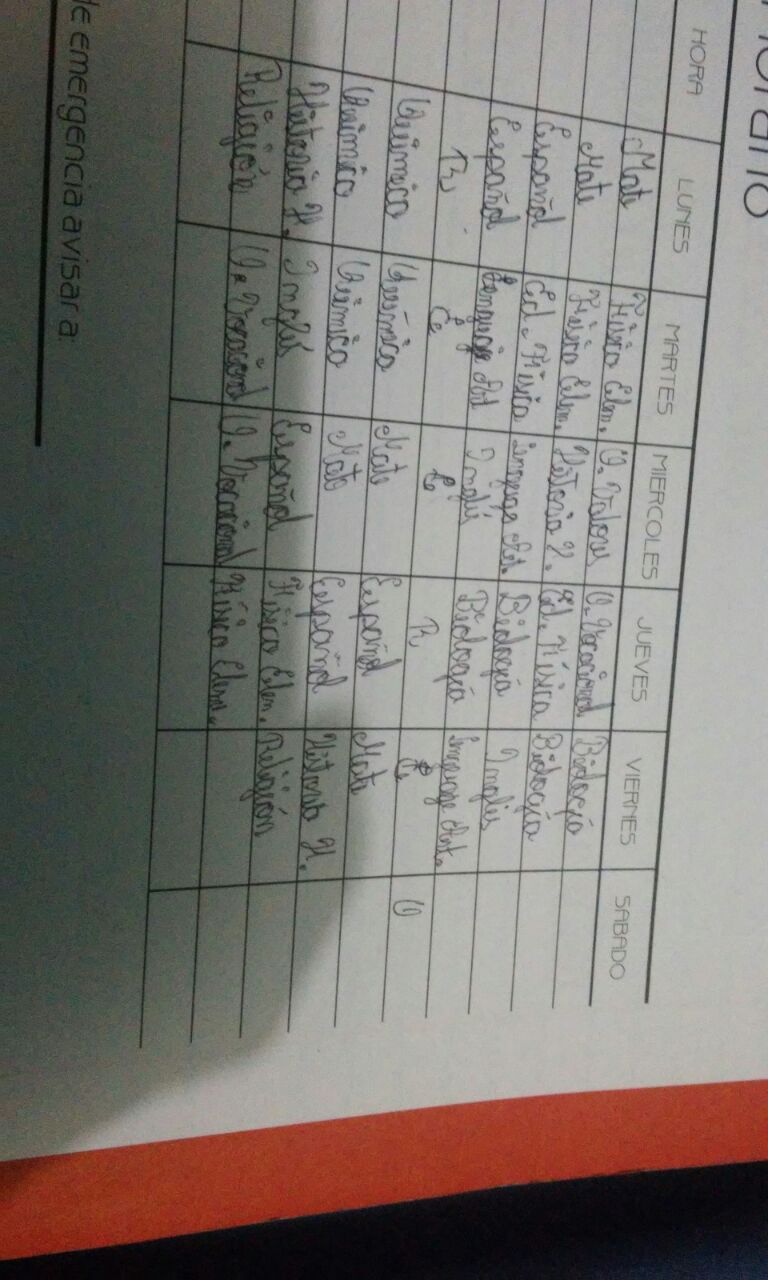 Horario
HORA LUNES MARTES MIERCOLES JUEVES VIERNES SABADO
Mate Física Elem. O. Valores O. Vocacional Biología
Mate Física Elem. Historia U. Ed. Física Biología
Español Ed. Física Lenguaje Art. Biología Inglés
Español Lenguaje Art Inglés Biología Lenguaje Art.
R E C R E O
Química Química Mate Español Mate
Química Química Mate Español Historia H.
Historia H. Inglés Español Física Elem. Religión
Religión O. Vocacional O. Vocacional Física Elem.
de emergencia avisar a